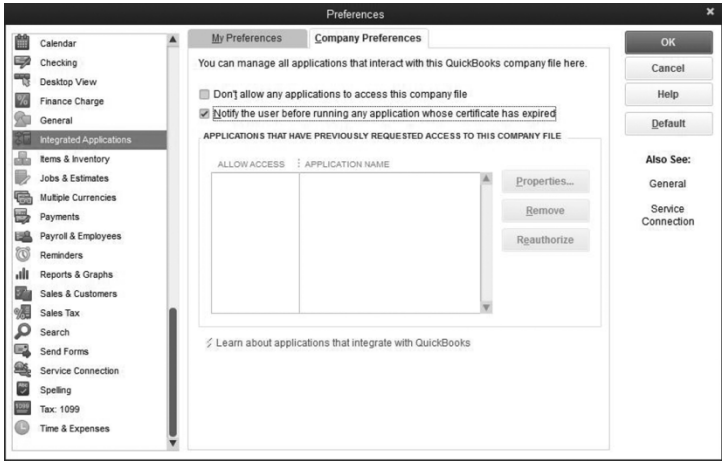 Preferences
Calendar
Checking
Desktop View
Finance Charge
General
Integrated Applications
Items & Inventory
Jobs & Estimates
Multiple Currencies
Payments
Payroll & Employees
Reminders
Reports & Graphs
Sales & Customers
Sales Tax
Search
Send Forms
Service Connection
Spelling
Tax: 1099
Time & Expenses
My Preferences
Company Preferences
You can manage all applications that interact with this QuickBooks company file here.
Don't allow any applications to access this company file
Notify the user before running any application whose certificate has expired
APPLICATIONS THAT HAVE PREVIOUSLY REQUESTED ACCESS TO THIS COMPANY FILE
ALLOW ACCESS
APPLICATION NAME
Properties...
Remove
Reauthorize
Learn about applications that integrate with QuickBooks
OK
Cancel
Help
Default
Also See:
General
Service
Connection